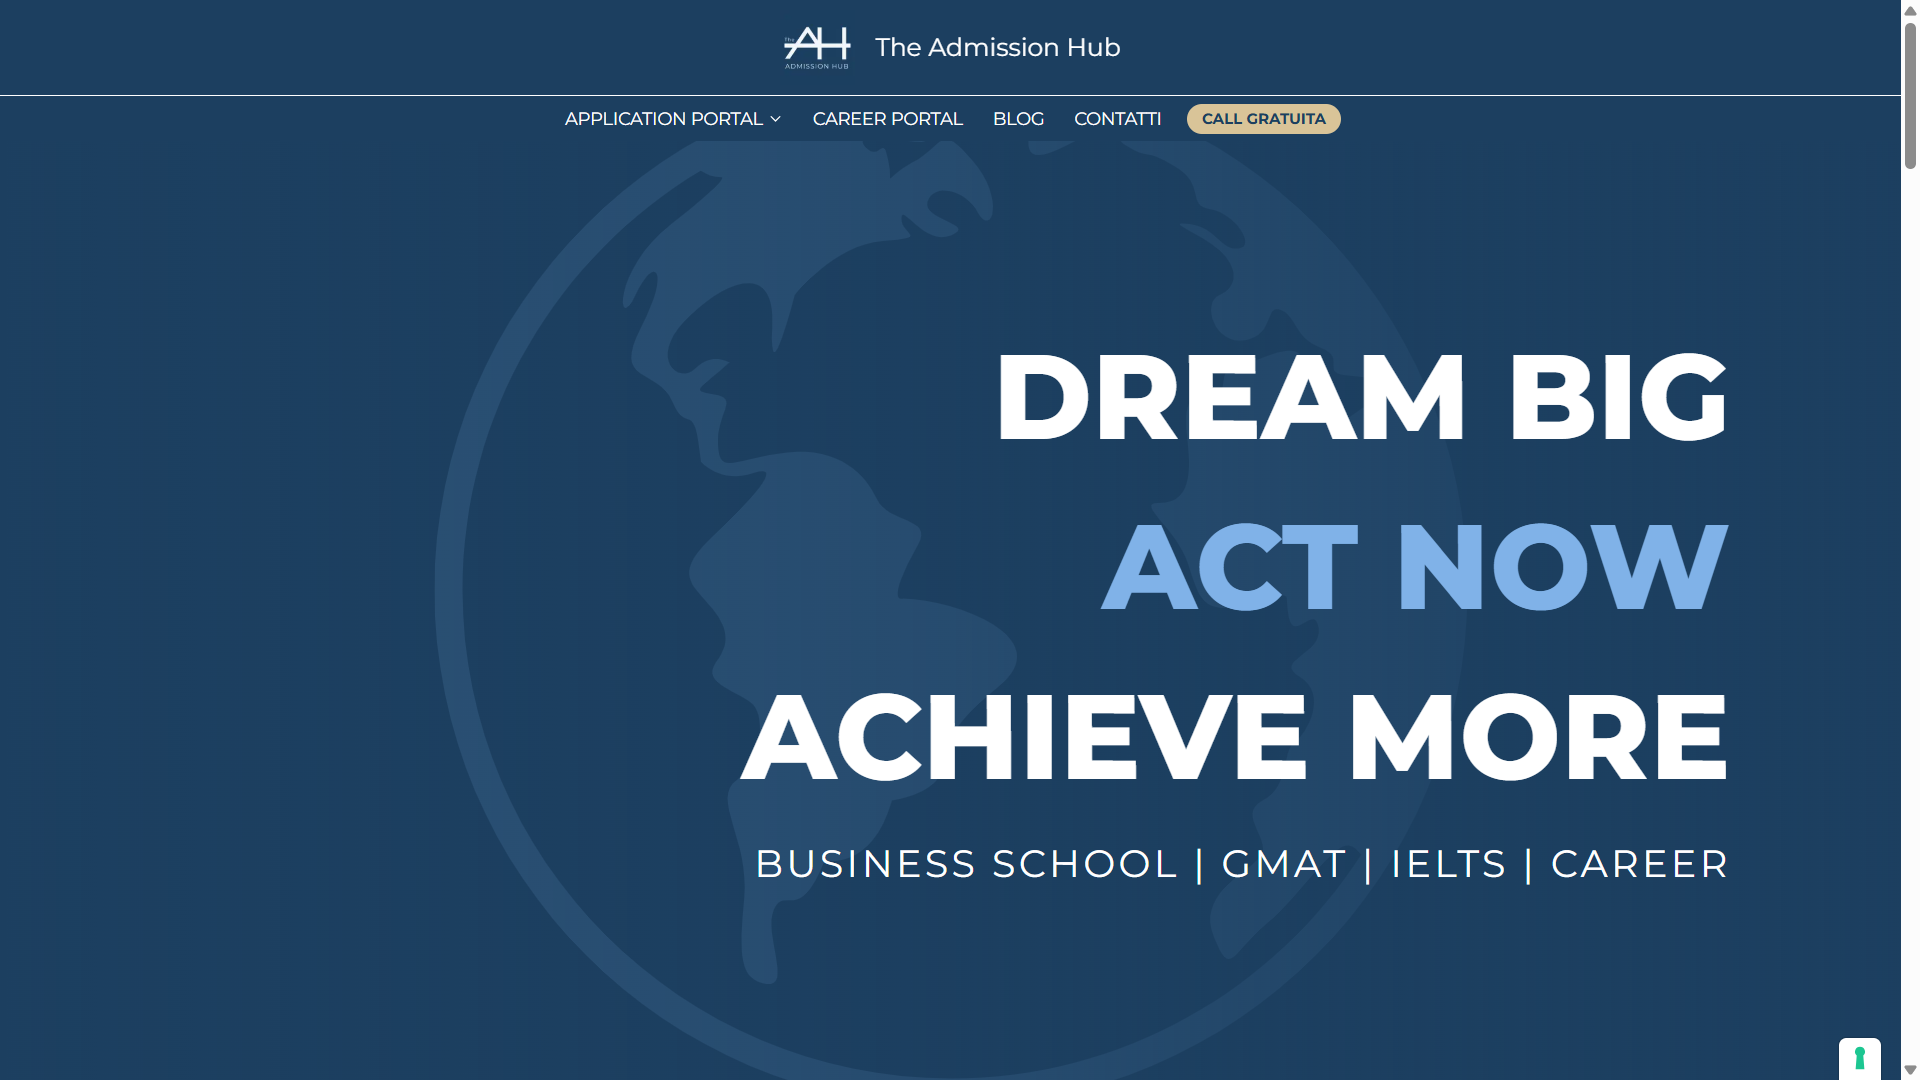 The
AH
ADMISSION HUB
The Admission Hub
APPLICATION PORTAL
CAREER PORTAL
BLOG
CONTATTI
CALL GRATUITA
DREAM BIG
ACT NOW
ACHIEVE MORE
BUSINESS SCHOOL | GMAT | IELTS | CAREER